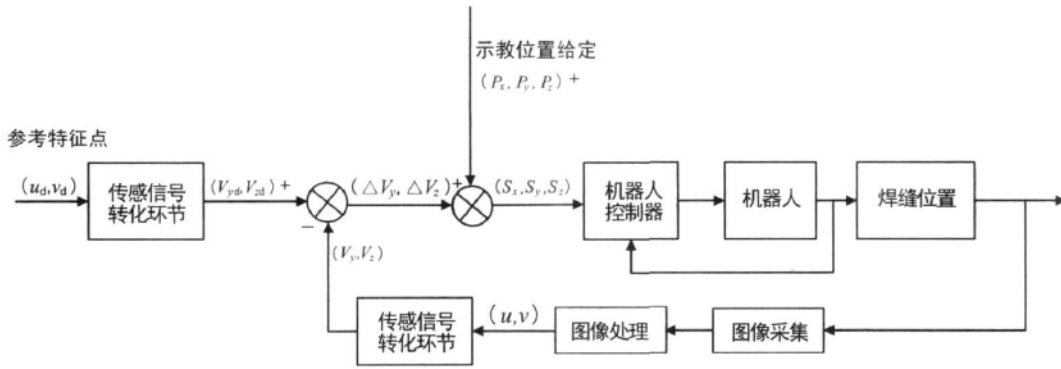 示教位置给定
(Px, Py, Pz) +
参考特征点
(ud,vd)
传感信号
转化环节
(Vyd,Vzd) +
−
(△Vy, △Vz)
+
(Sx,Sy,Sz)
机器人
控制器
机器人
焊缝位置
(Vy,Vz)
传感信号
转化环节
(u,v)
图像处理
图像采集